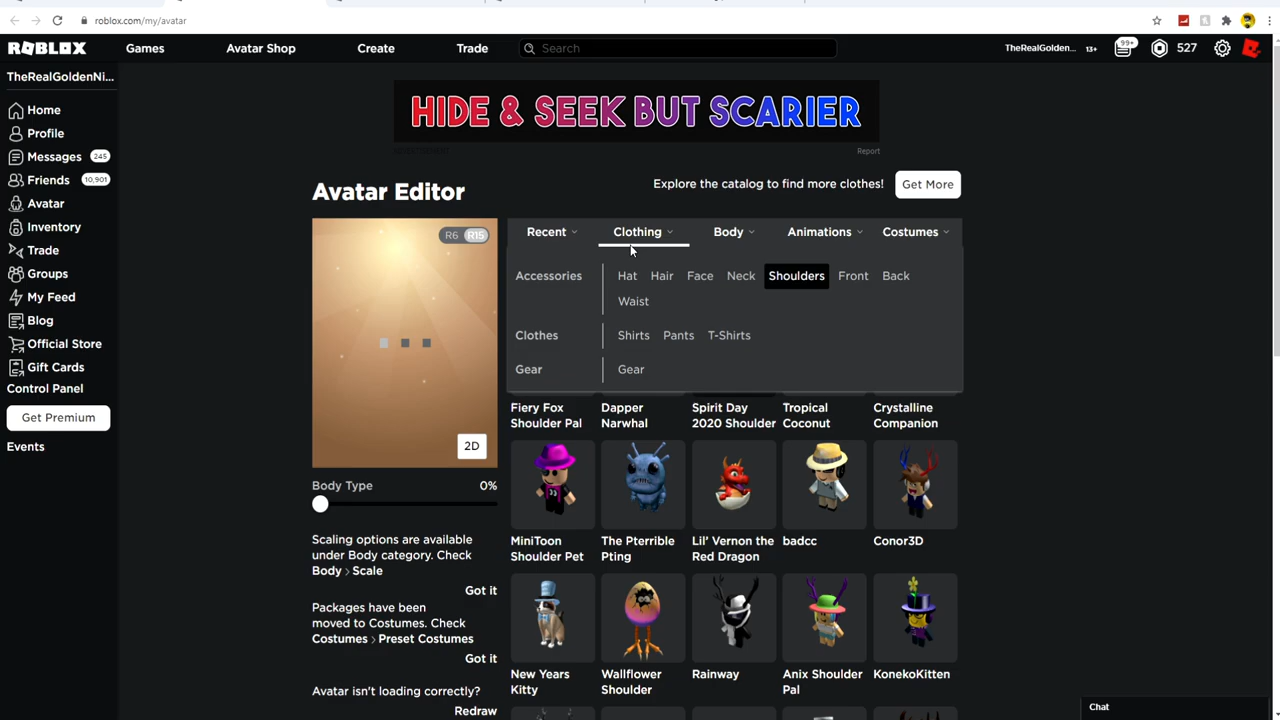 roblox.com/my/avatar
ROBLOX Games Avatar Shop Create Trade Search TheRealGolden... 13+ 99+ 527
TheRealGoldenNi...
Home
Profile
Messages 245
Friends 10,901
Avatar
Inventory
Trade
Groups
My Feed
Blog
Official Store
Gift Cards
Control Panel
Get Premium
Events
HIDE & SEEK BUT SCARIER
Report
Avatar Editor
Explore the catalog to find more clothes! Get More
R6 R15
2D
Body Type 0%
Scaling options are available
under Body category. Check
Body > Scale
Got it
Packages have been
moved to Costumes. Check
Costumes > Preset Costumes
Got it
Avatar isn't loading correctly?
Redraw
Recent Clothing Body Animations Costumes
Accessories Hat Hair Face Neck Shoulders Front Back
Waist
Clothes Shirts Pants T-Shirts
Gear Gear
Fiery Fox
Shoulder Pal
Dapper
Narwhal
Spirit Day
2020 Shoulder
Tropical
Coconut
Crystalline
Companion
MiniToon
Shoulder Pet
The Pterrible
Pting
Lil' Vernon the
Red Dragon
badcc
Conor3D
New Years
Kitty
Wallflower
Shoulder
Rainway
Anix Shoulder
Pal
KonekoKitten
Chat